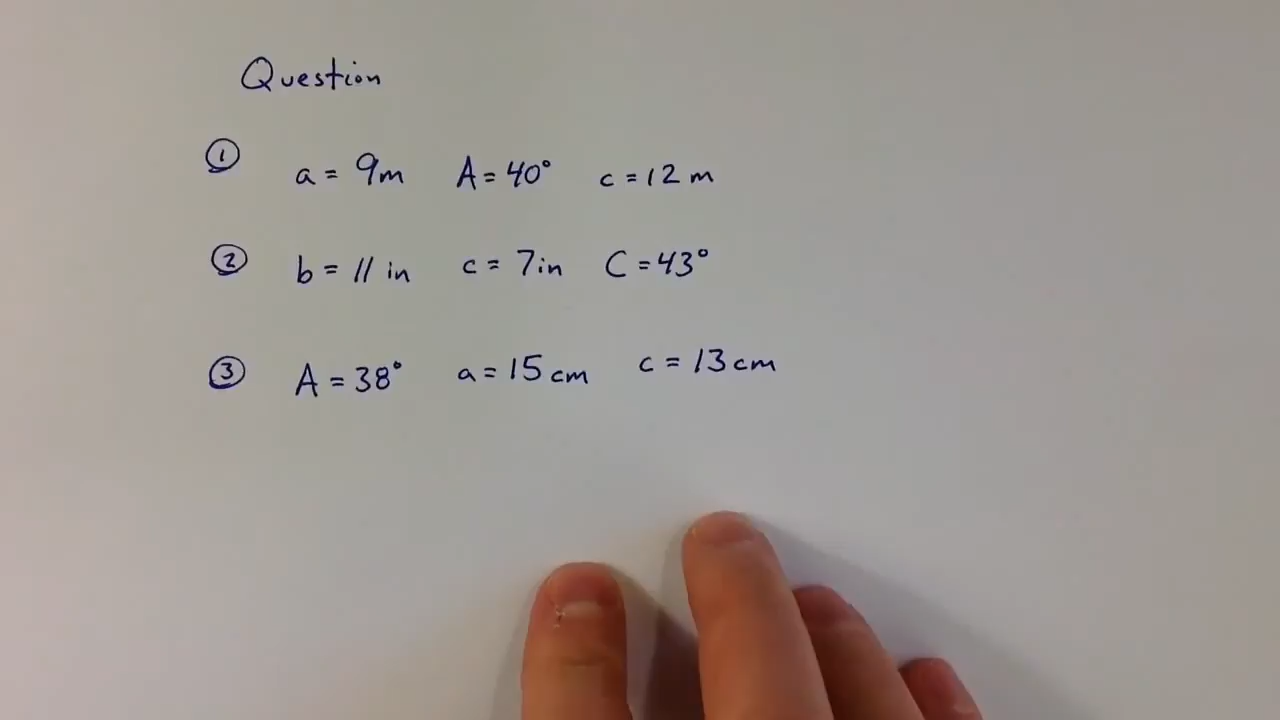 Question
① a = 9m A = 40° c = 12 m
② b = 11 in c = 7in C = 43°
③ A = 38° a = 15 cm c = 13 cm